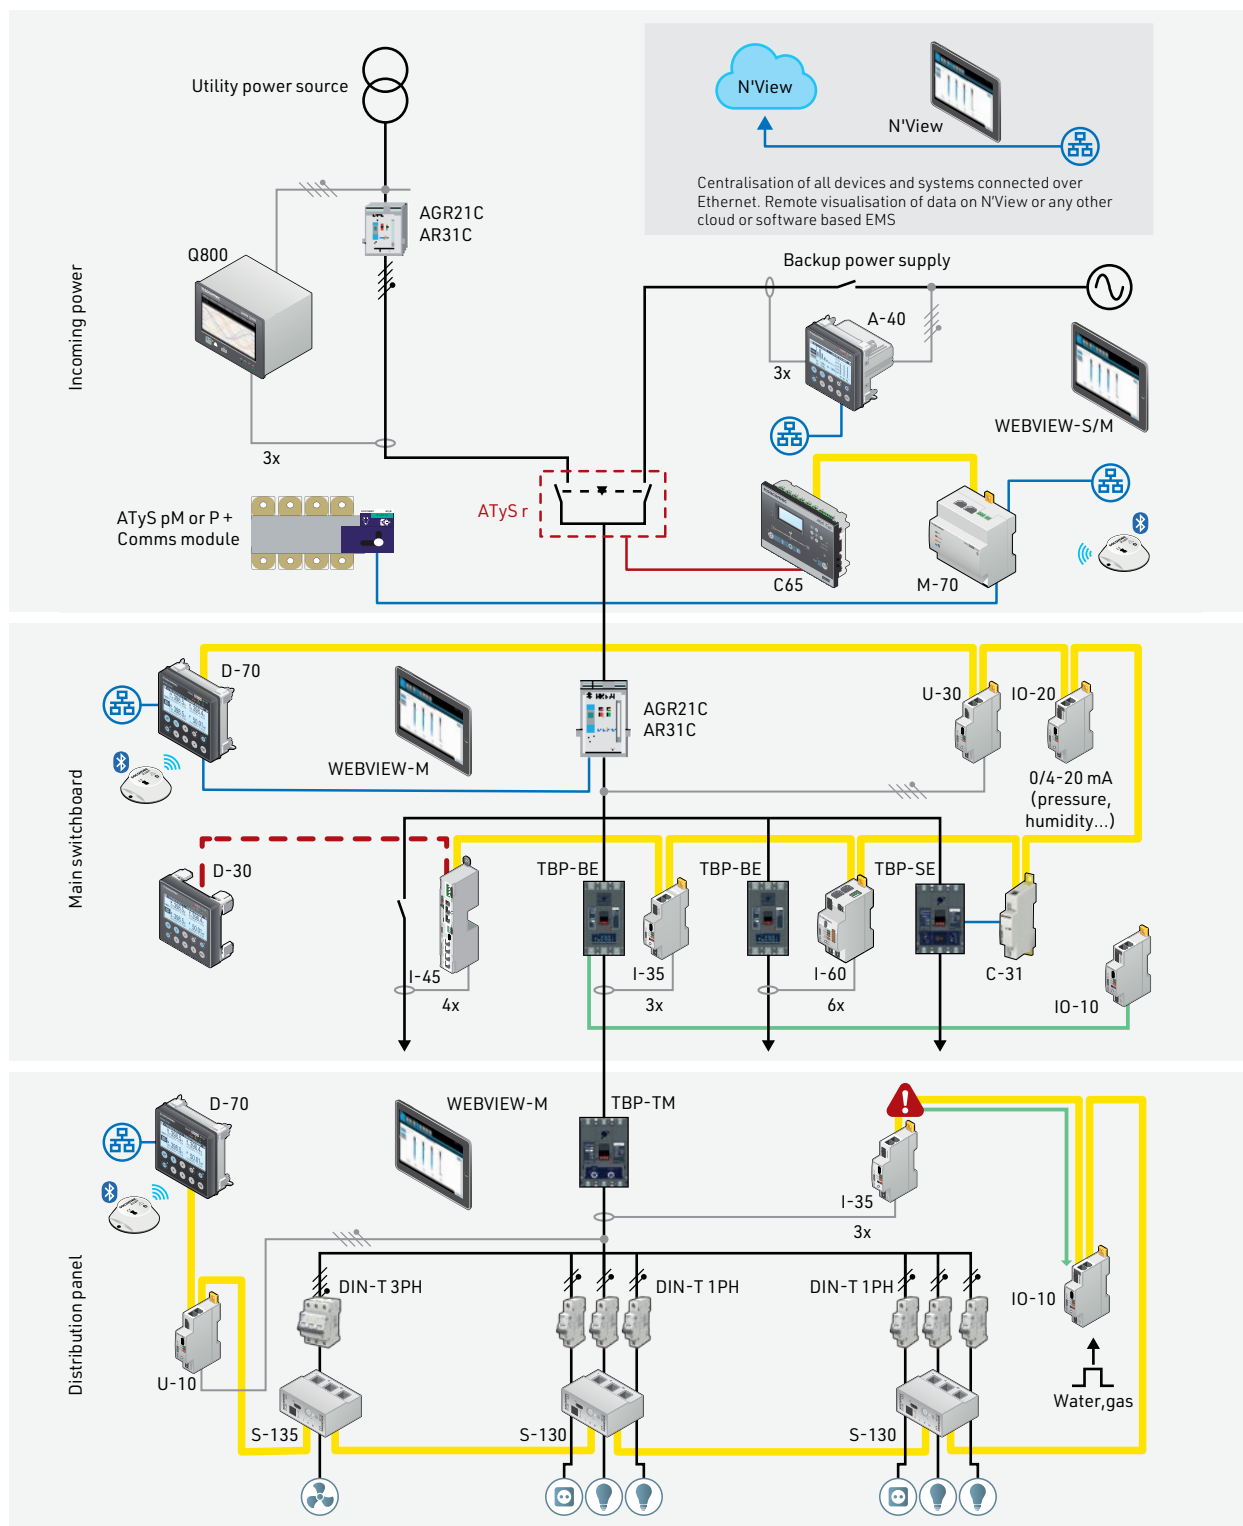 Utility power source
N'View
N'View
Centralisation of all devices and systems connected over
Ethernet. Remote visualisation of data on N'View or any other
cloud or software based EMS
AGR21C
AR31C
Q800
Backup power supply
Incoming power
A-40
3x
WEBVIEW-S/M
3x
ATyS r
ATyS pM or P +
Comms module
C65
M-70
D-70
U-30
IO-20
AGR21C
AR31C
WEBVIEW-M
0/4-20 mA
(pressure,
humidity...)
Main switchboard
D-30
TBP-BE
TBP-BE
TBP-SE
I-45
I-35
I-60
C-31
4x
3x
6x
IO-10
D-70
WEBVIEW-M
TBP-TM
I-35
3x
Distribution panel
DIN-T 3PH
DIN-T 1PH
DIN-T 1PH
IO-10
U-10
Water,gas
S-135
S-130
S-130